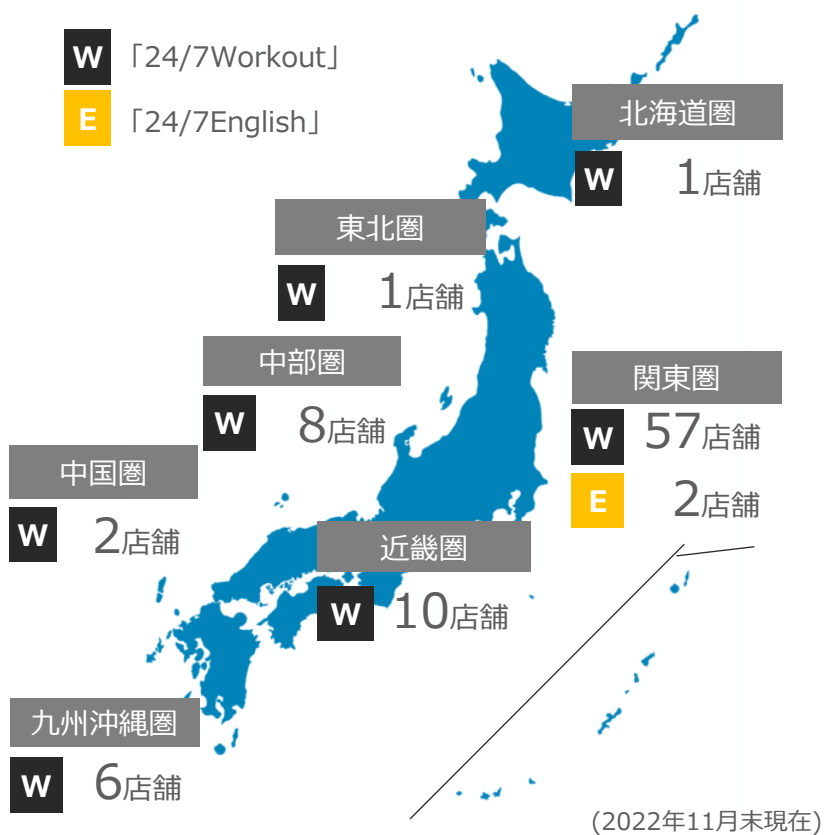 W 「24/7Workout」
E 「24/7English」
北海道圏
W 1店舗
東北圏
W 1店舗
中部圏
W 8店舗
関東圏
W 57店舗
E 2店舗
中国圏
W 2店舗
近畿圏
W 10店舗
九州沖縄圏
W 6店舗
(2022年11月末現在)